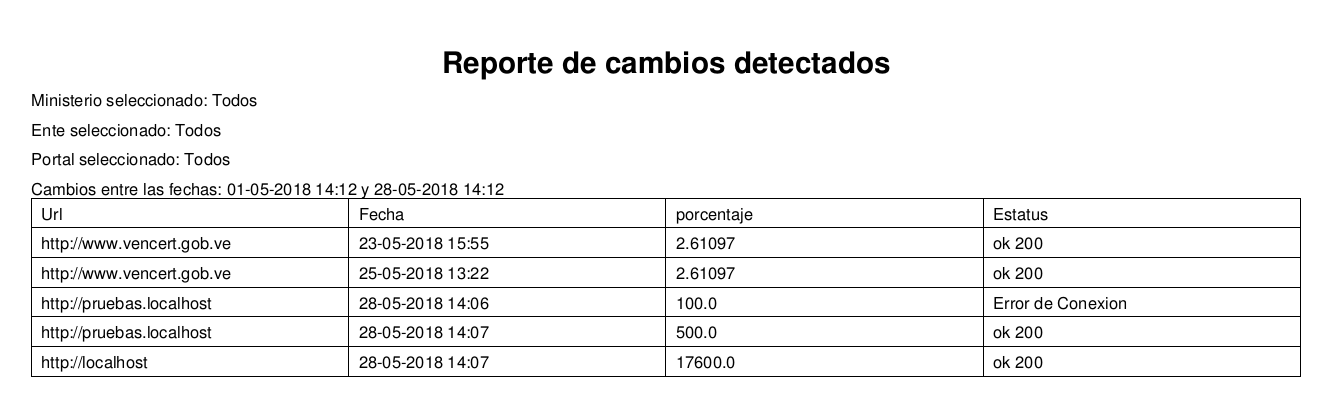 Reporte de cambios detectados
Ministerio seleccionado: Todos
Ente seleccionado: Todos
Portal seleccionado: Todos
Cambios entre las fechas: 01-05-2018 14:12 y 28-05-2018 14:12
Url Fecha porcentaje Estatus
http://www.vencert.gob.ve 23-05-2018 15:55 2.61097 ok 200
http://www.vencert.gob.ve 25-05-2018 13:22 2.61097 ok 200
http://pruebas.localhost 28-05-2018 14:06 100.0 Error de Conexion
http://pruebas.localhost 28-05-2018 14:07 500.0 ok 200
http://localhost 28-05-2018 14:07 17600.0 ok 200